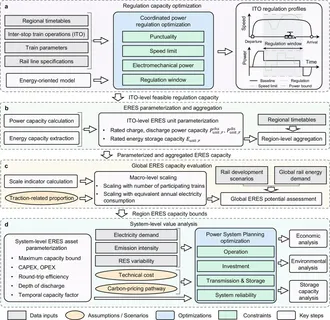 a
Regulation capacity optimization
Regional timetables
Inter-stop train operations (ITO)
Train parameters
Rail line specifications
Energy-oriented model
Coordinated power regulation optimization
Punctuality
Speed limit
Electromechanical power
Regulation window
ITO regulation profiles
Speed
Departure
Regulation window
Arrival
Power
Time
Baseline
Regulation
Speed limit
Power bound
ITO-level feasible regulation capacity
b
ERES parameterization and aggregation
Power capacity calculation
Energy capacity extraction
ITO-level ERES unit parameterization
• Rated charge, discharge power capacity
• Rated energy storage capacity
Regional timetables
Region-level aggregation
Parameterized and aggregated ERES capacity
c
Global ERES capacity evaluation
Scale indicator calculation
Traction-related proportion
Macro-level scaling
• Scaling with number of participating trains
• Scaling with equivalent annual electricity consumption
Rail development scenarios
Global rail energy demand
Global ERES potential assessment
Region ERES capacity bounds
d
System-level value analysis
System-level ERES asset parameterization
• Maximum capacity bound
• CAPEX, OPEX
• Round-trip efficiency
• Depth of discharge
• Temporal capacity factor
Electricity demand
Emission intensity
RES variability
Technical cost
Carbon-pricing pathway
Power System Planning optimization
Operation
Investment
Transmission & Storage
System reliability
Economic analysis
Environmental analysis
Storage capacity analysis
Data inputs
Assumptions / Scenarios
Optimizations
Constraints
Key steps